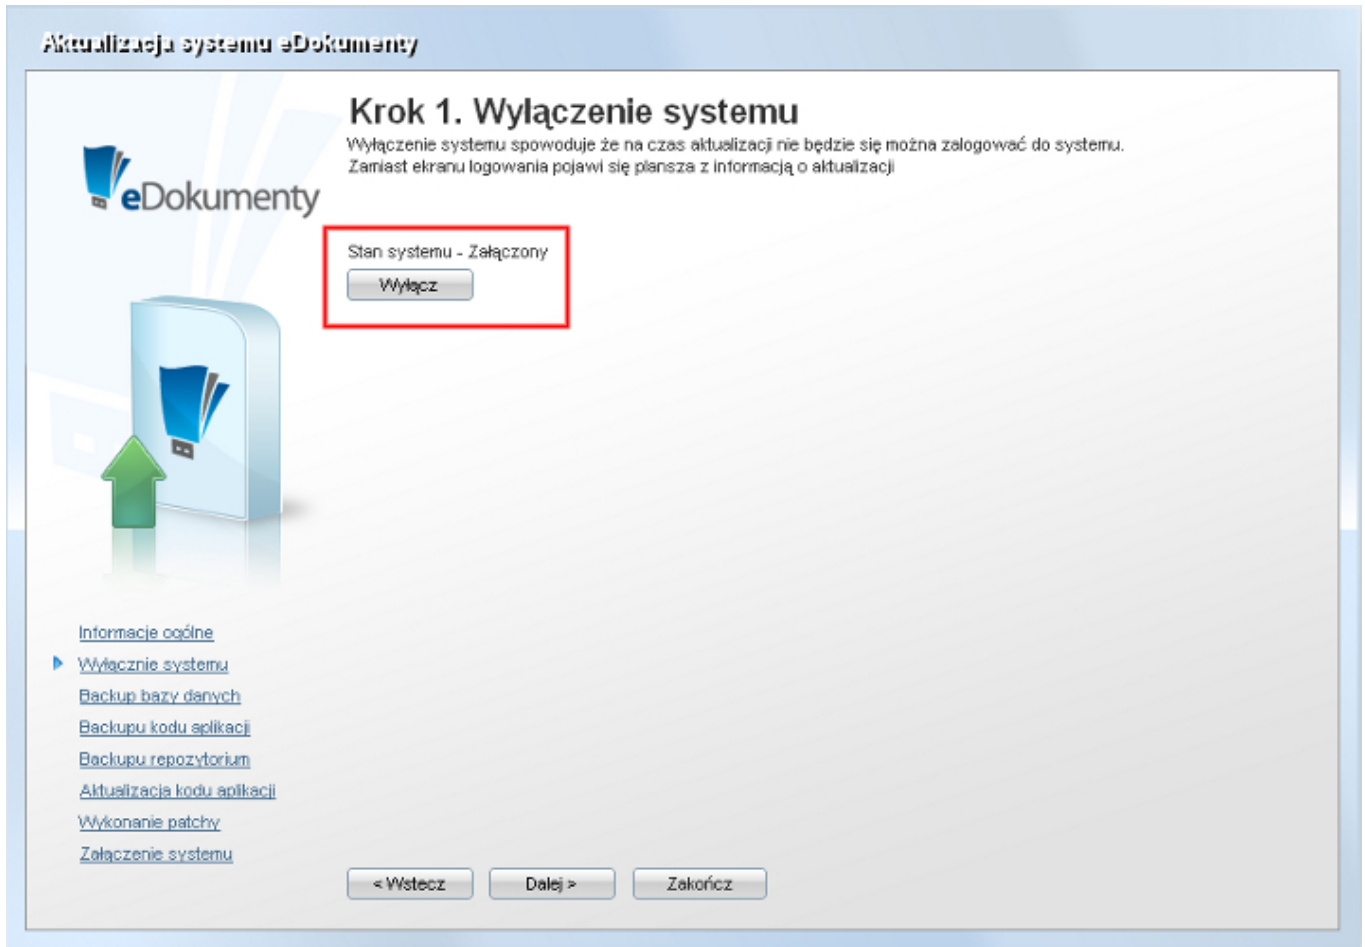 Aktualizacja systemu eDokumenty
Krok 1. Wyłączenie systemu
Wyłączenie systemu spowoduje że na czas aktualizacji nie będzie się można zalogować do systemu.
Zamiast ekranu logowania pojawi się plansza z informacją o aktualizacji
eDokumenty
Stan systemu - Załączony
Wyłącz
Informacje ogólne
Wyłącznie systemu
Backup bazy danych
Backupu kodu aplikacji
Backupu repozytorium
Aktualizacja kodu aplikacji
Wykonanie patchy
Załączenie systemu
< Wstecz Dalej > Zakończ